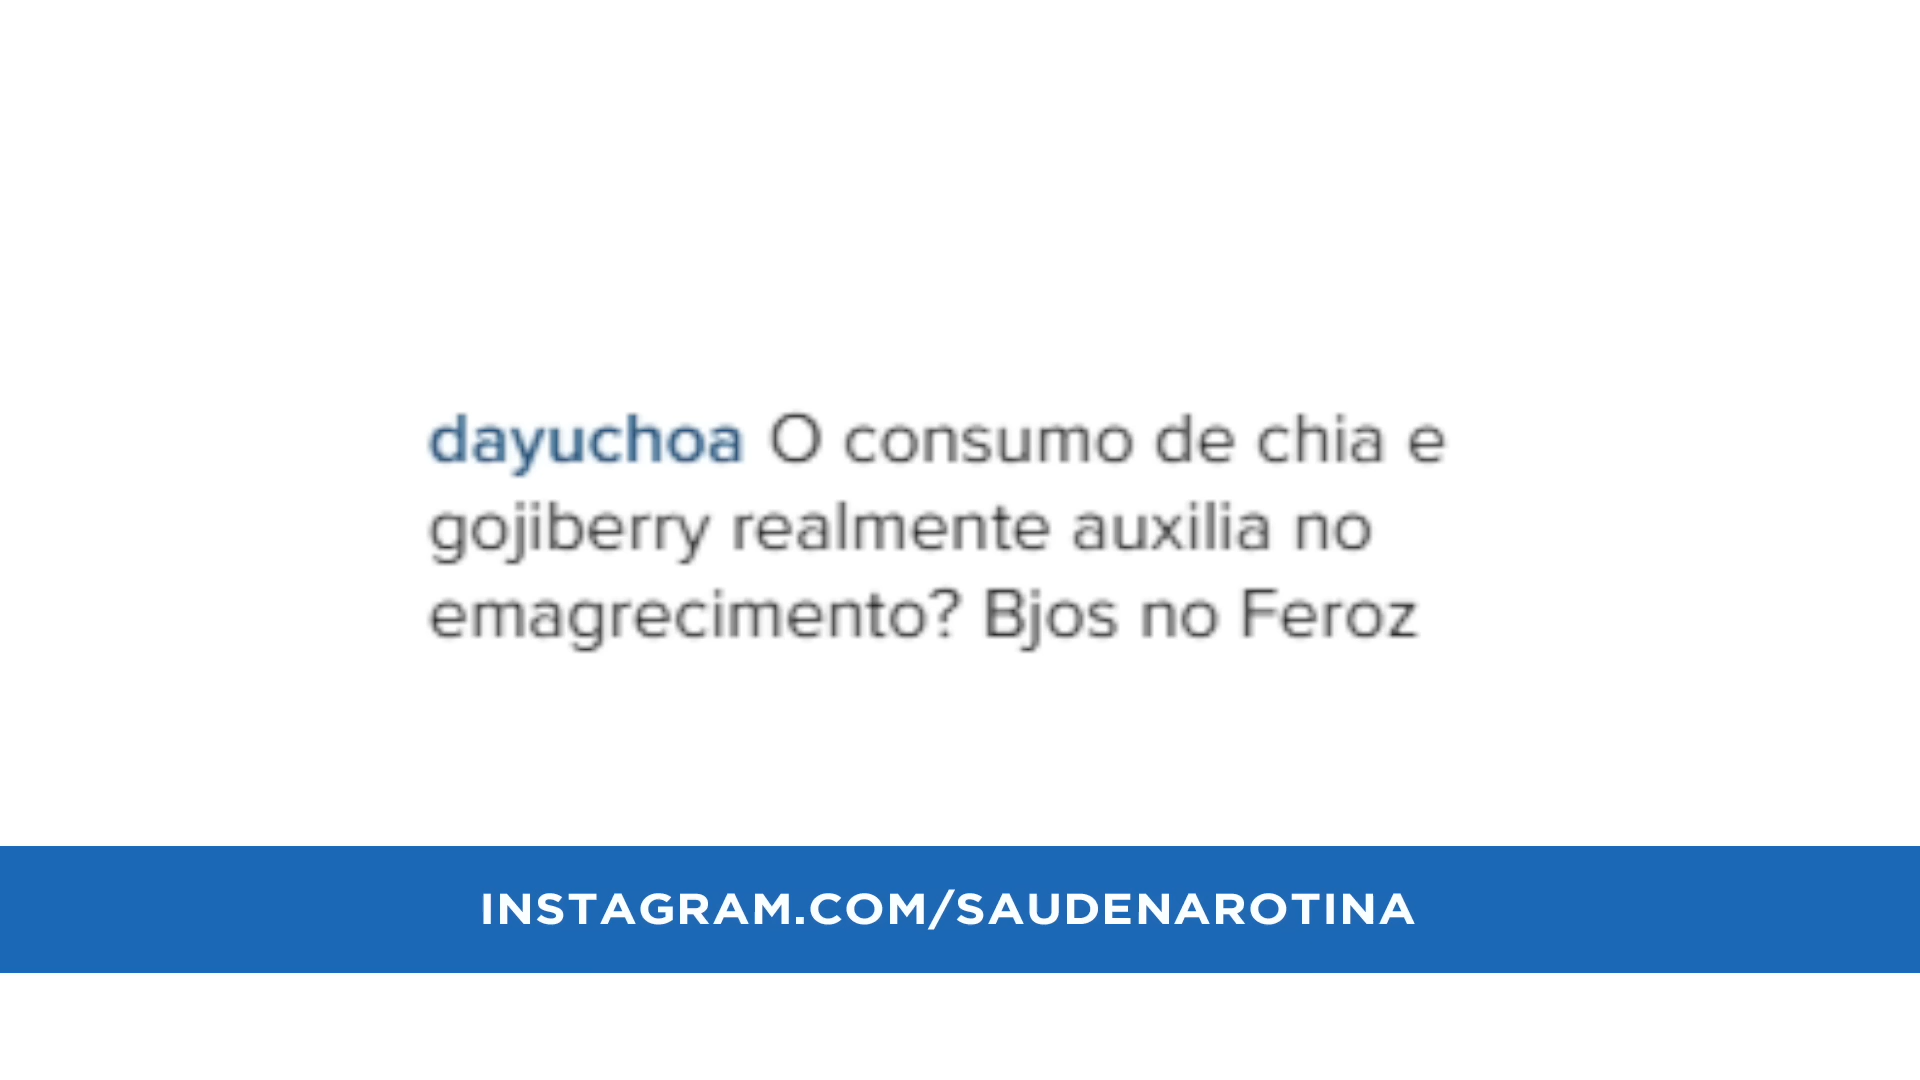 dayuchoa O consumo de chia e
gojiberry realmente auxilia no
emagrecimento? Bjos no Feroz
INSTAGRAM.COM/SAUDENAROTINA